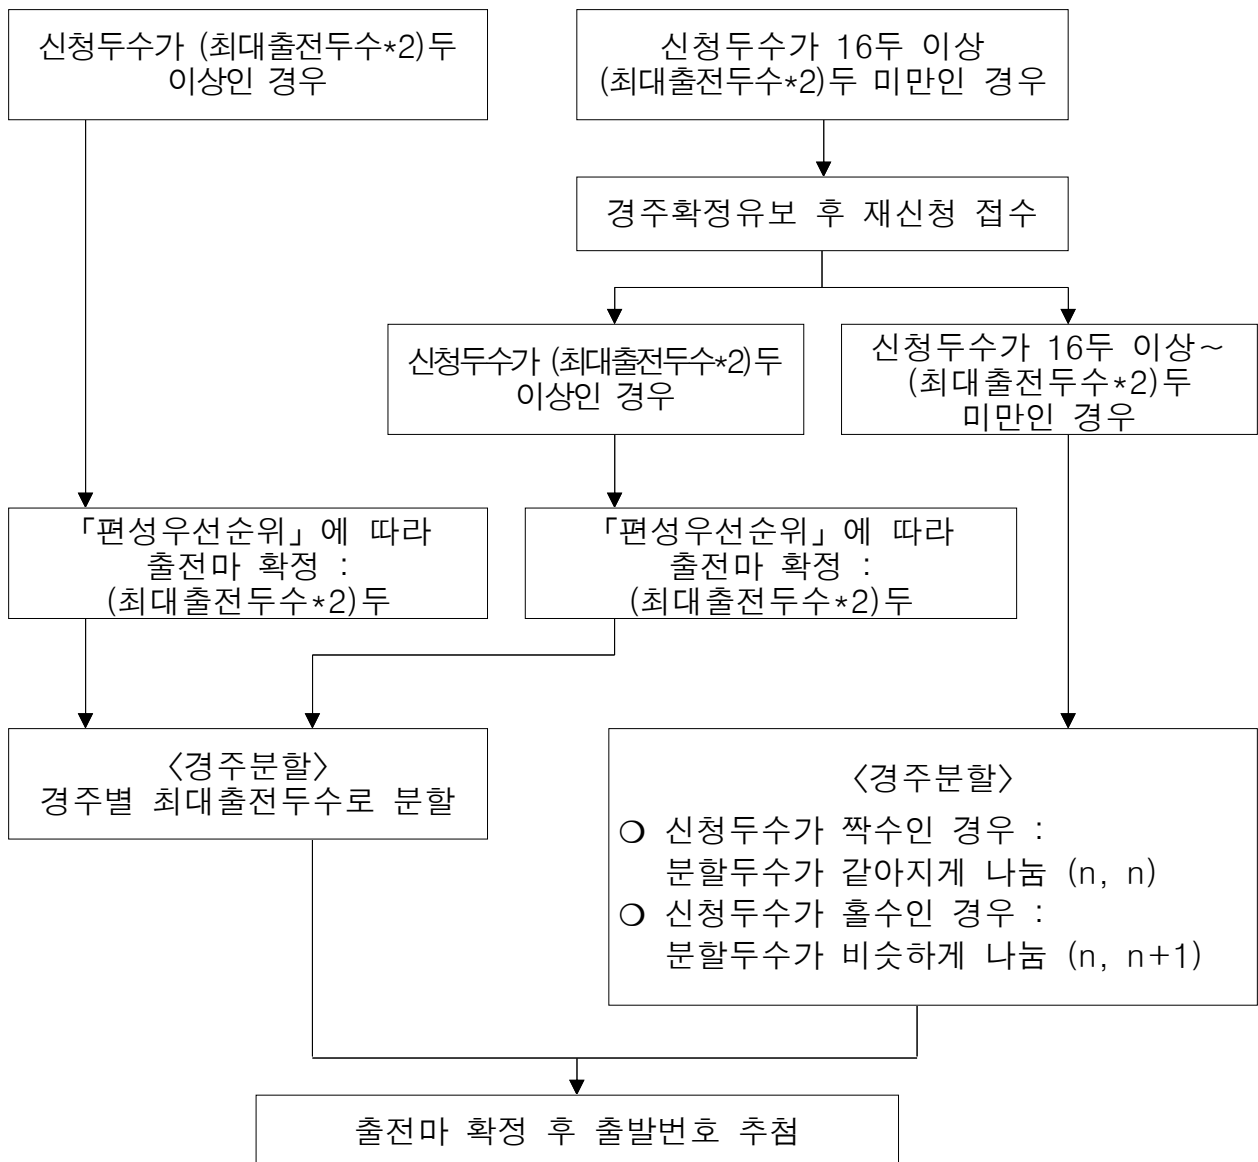 신청두수가 (최대출전두수*2)두
이상인 경우
신청두수가 16두 이상
(최대출전두수*2)두 미만인 경우
경주확정유보 후 재신청 접수
신청두수가 (최대출전두수*2)두
이상인 경우
신청두수가 16두 이상~
(최대출전두수*2)두
미만인 경우
「편성우선순위」에 따라
출전마 확정 :
(최대출전두수*2)두
「편성우선순위」에 따라
출전마 확정 :
(최대출전두수*2)두
〈경주분할〉
경주별 최대출전두수로 분할
〈경주분할〉
❍ 신청두수가 짝수인 경우 :
분할두수가 같아지게 나눔 (n, n)
❍ 신청두수가 홀수인 경우 :
분할두수가 비슷하게 나눔 (n, n+1)
출전마 확정 후 출발번호 추첨